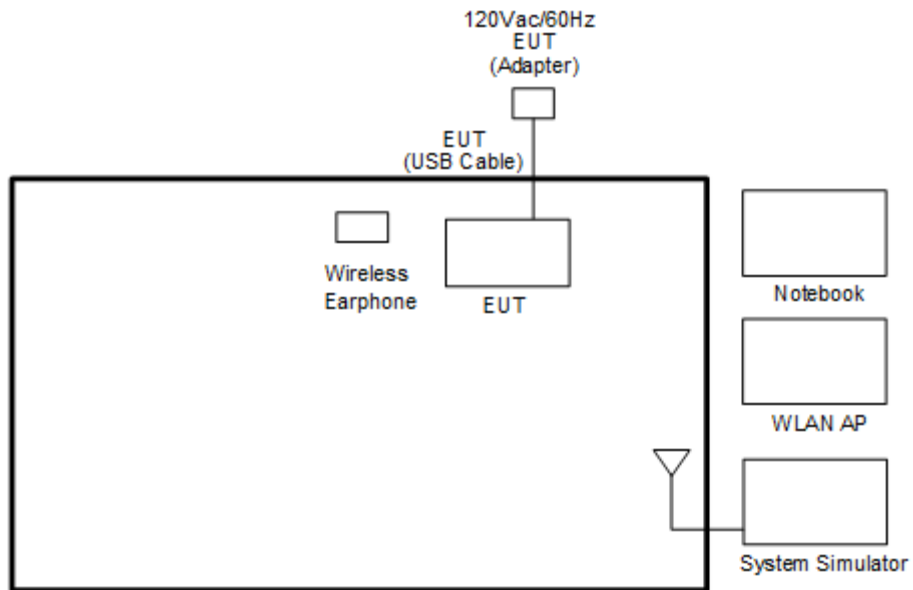 120Vac/60Hz
EUT
(Adapter)
EUT
(USB Cable)
Wireless
Earphone
EUT
Notebook
WLAN AP
System Simulator